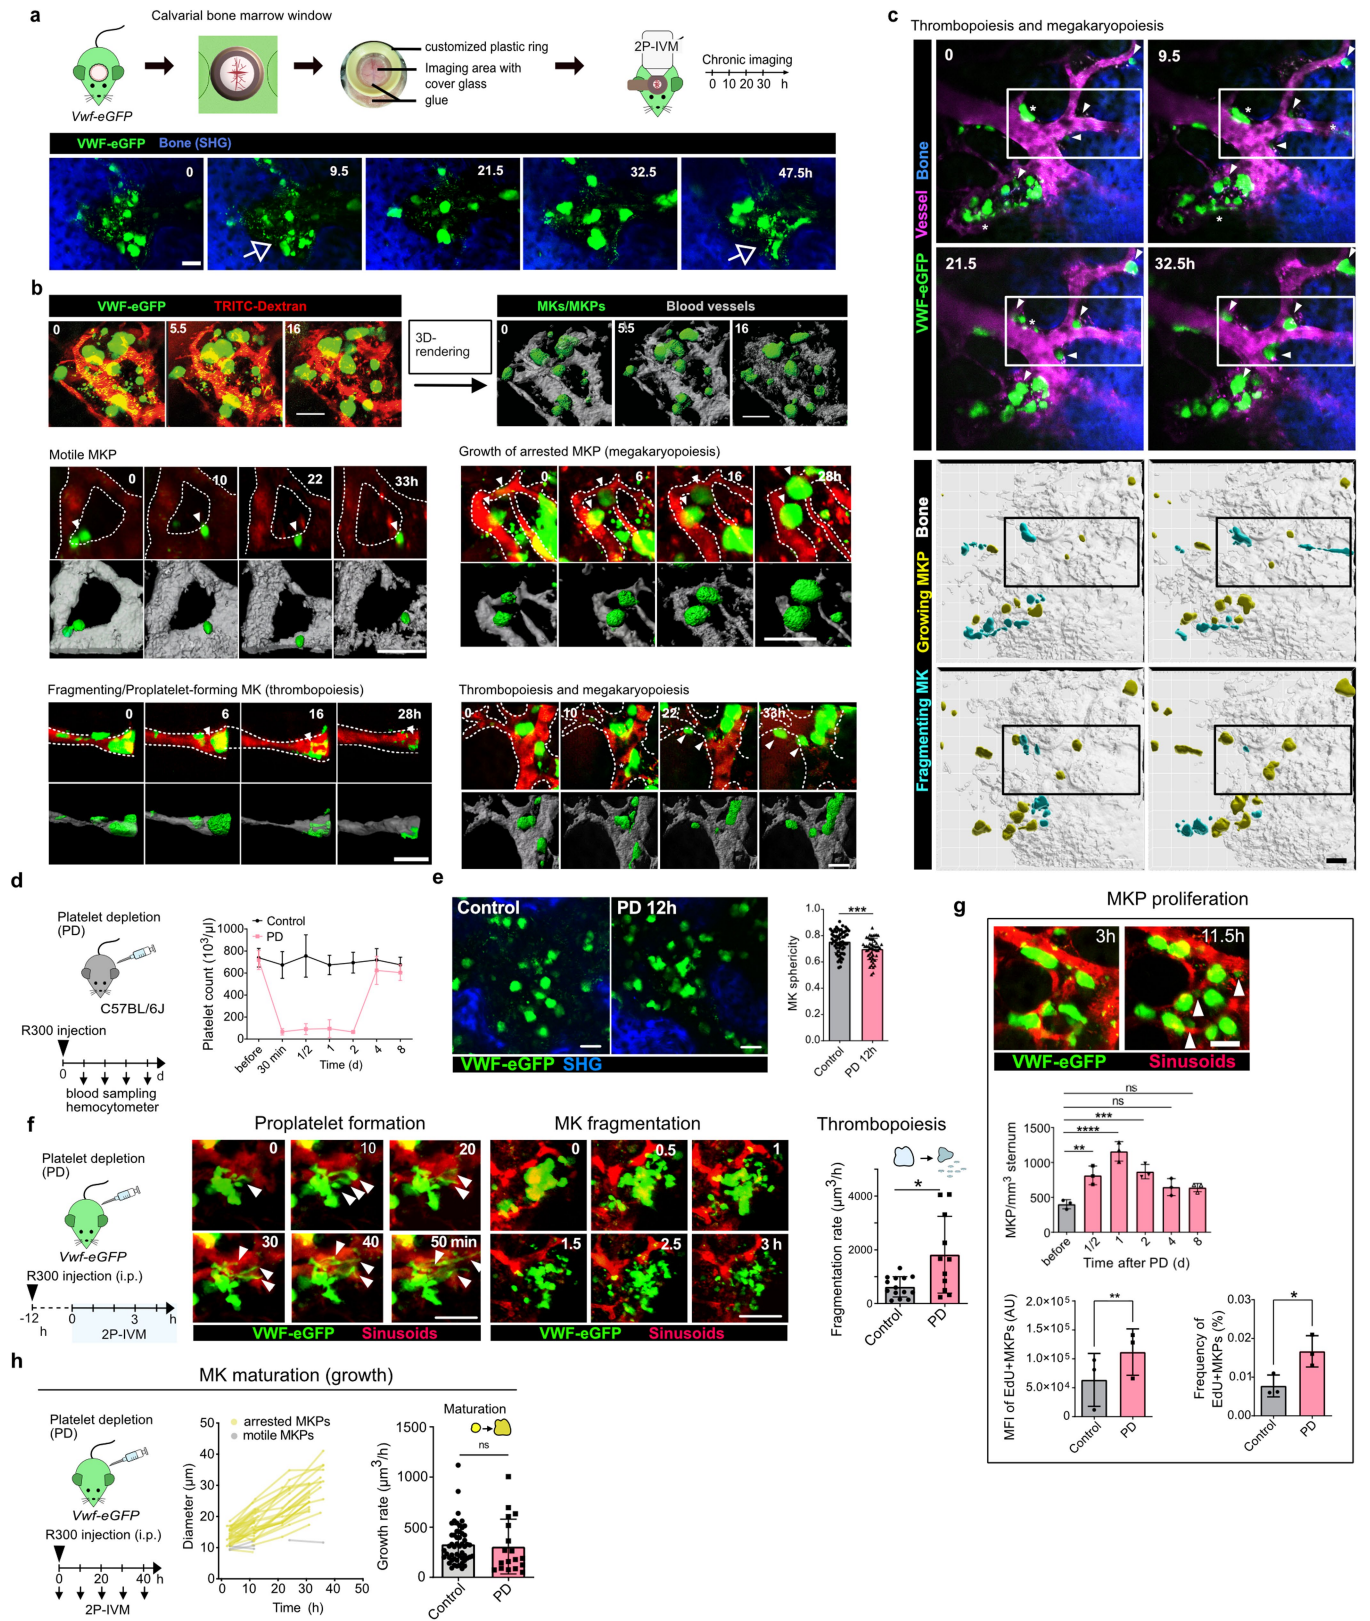 a
Calvarial bone marrow window
customized plastic ring
Imaging area with
cover glass
glue
Vwf-eGFP
2P-IVM
Chronic imaging
0 10 20 30 h
VWF-eGFP Bone (SHG)
0
9.5
21.5
32.5
47.5h
b
VWF-eGFP TRITC-Dextran
0
5.5
16
3D-
rendering
MKs/MKPs Blood vessels
0
5.5
16
Motile MKP
0
10
22
33h
Growth of arrested MKP (megakaryopoiesis)
0
6
16
28h
Fragmenting/Proplatelet-forming MK (thrombopoiesis)
0
6
16
28h
Thrombopoiesis and megakaryopoiesis
0
10
22
33h
*
c
Thrombopoiesis and megakaryopoiesis
VWF-eGFP Vessel Bone
0
9.5
21.5
32.5h
Fragmenting MK Growing MKP Bone
d
Platelet depletion
(PD)
C57BL/6J
R300 injection
0
d
blood sampling
hemocytometer
Control
PD
Platelet count (10³/µl)
1000
800
600
400
200
0
before
30 min
1/2
1
2
4
8
Time (d)
e
Control
PD 12h
VWF-eGFP SHG
MK sphericity
***
1.0
0.8
0.6
0.4
0.2
0.0
Control
PD 12h
f
Platelet depletion
(PD)
Vwf-eGFP
R300 injection (i.p.)
-12
h
0
3
h
2P-IVM
Proplatelet formation
0
10
20
30
40
50 min
VWF-eGFP Sinusoids
MK fragmentation
0
0.5
1
1.5
2.5
3 h
VWF-eGFP Sinusoids
Thrombopoiesis
*
Fragmentation rate (µm³/h)
4000
2000
0
Control
PD
g
MKP proliferation
3h
11.5h
VWF-eGFP Sinusoids
ns
ns
***
****
**
MKP/mm³ sternum
1500
1000
500
0
before
1/2
1
2
4
8
Time after PD (d)
MFI of EdU+MKPs (AU)
2.0×10⁵
1.5×10⁵
1.0×10⁵
5.0×10⁴
0
**
Control
PD
Frequency of
EdU+MKPs (%)
0.03
0.02
0.01
0.00
*
Control
PD
h
MK maturation (growth)
Platelet depletion
(PD)
Vwf-eGFP
R300 injection (i.p.)
0 20 40 h
2P-IVM
Diameter (µm)
50
40
30
20
10
0
arrested MKPs
motile MKPs
0 10 20 30 40 50
Time (h)
Maturation
ns
Growth rate (µm³/h)
1500
1000
500
0
Control
PD